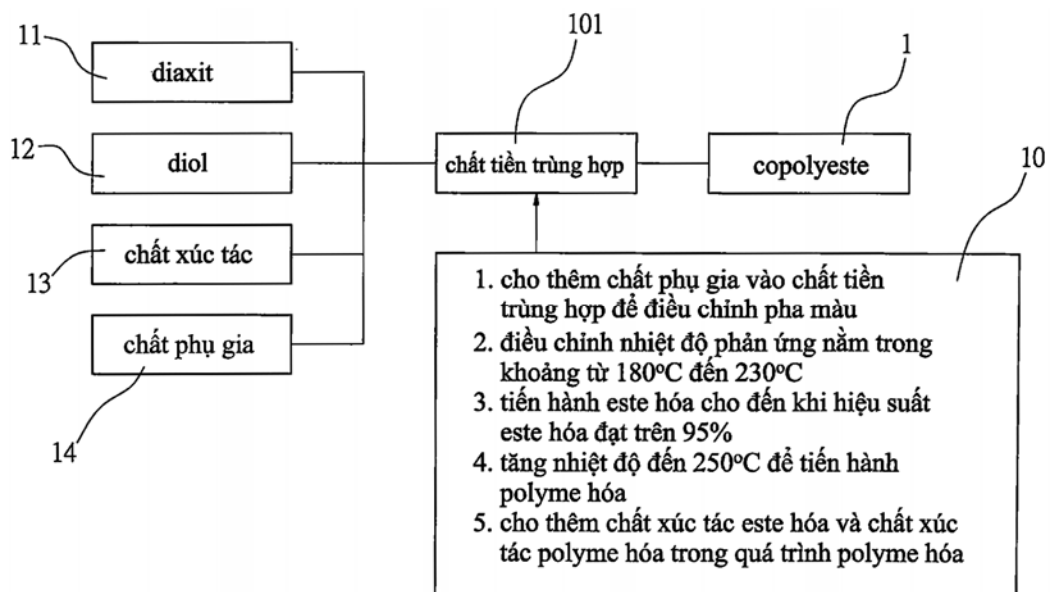 11
diaxit
12
diol
13
chất xúc tác
14
chất phụ gia
101
chất tiền trùng hợp
1
copolyeste
10
1. cho thêm chất phụ gia vào chất tiền
trùng hợp để điều chỉnh pha màu
2. điều chỉnh nhiệt độ phản ứng nằm trong
khoảng từ 180°C đến 230°C
3. tiến hành este hóa cho đến khi hiệu suất
este hóa đạt trên 95%
4. tăng nhiệt độ đến 250°C để tiến hành
polyme hóa
5. cho thêm chất xúc tác este hóa và chất xúc
tác polyme hóa trong quá trình polyme hóa